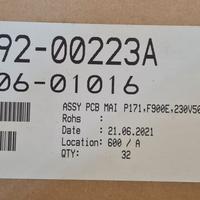 92-00223A
06-01016
ASSY PCB MAI P171,F900E,230V50
Rohs :
Date : 21.06.2021
Location: 600 / A
QTY: 32